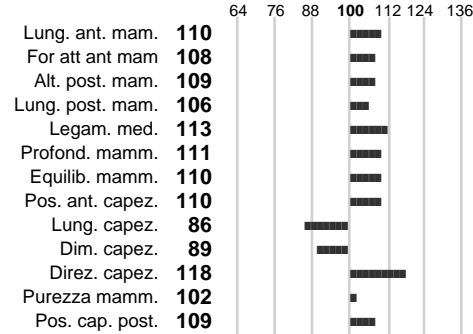 64 76 88 100 112 124 136
Lung. ant. mam. 110
For att ant mam 108
Alt. post. mam. 109
Lung. post. mam. 106
Legam. med. 113
Profond. mamm. 111
Equilib. mamm. 110
Pos. ant. capez. 110
Lung. capez. 86
Dim. capez. 89
Direz. capez. 118
Purezza mamm. 102
Pos. cap. post. 109